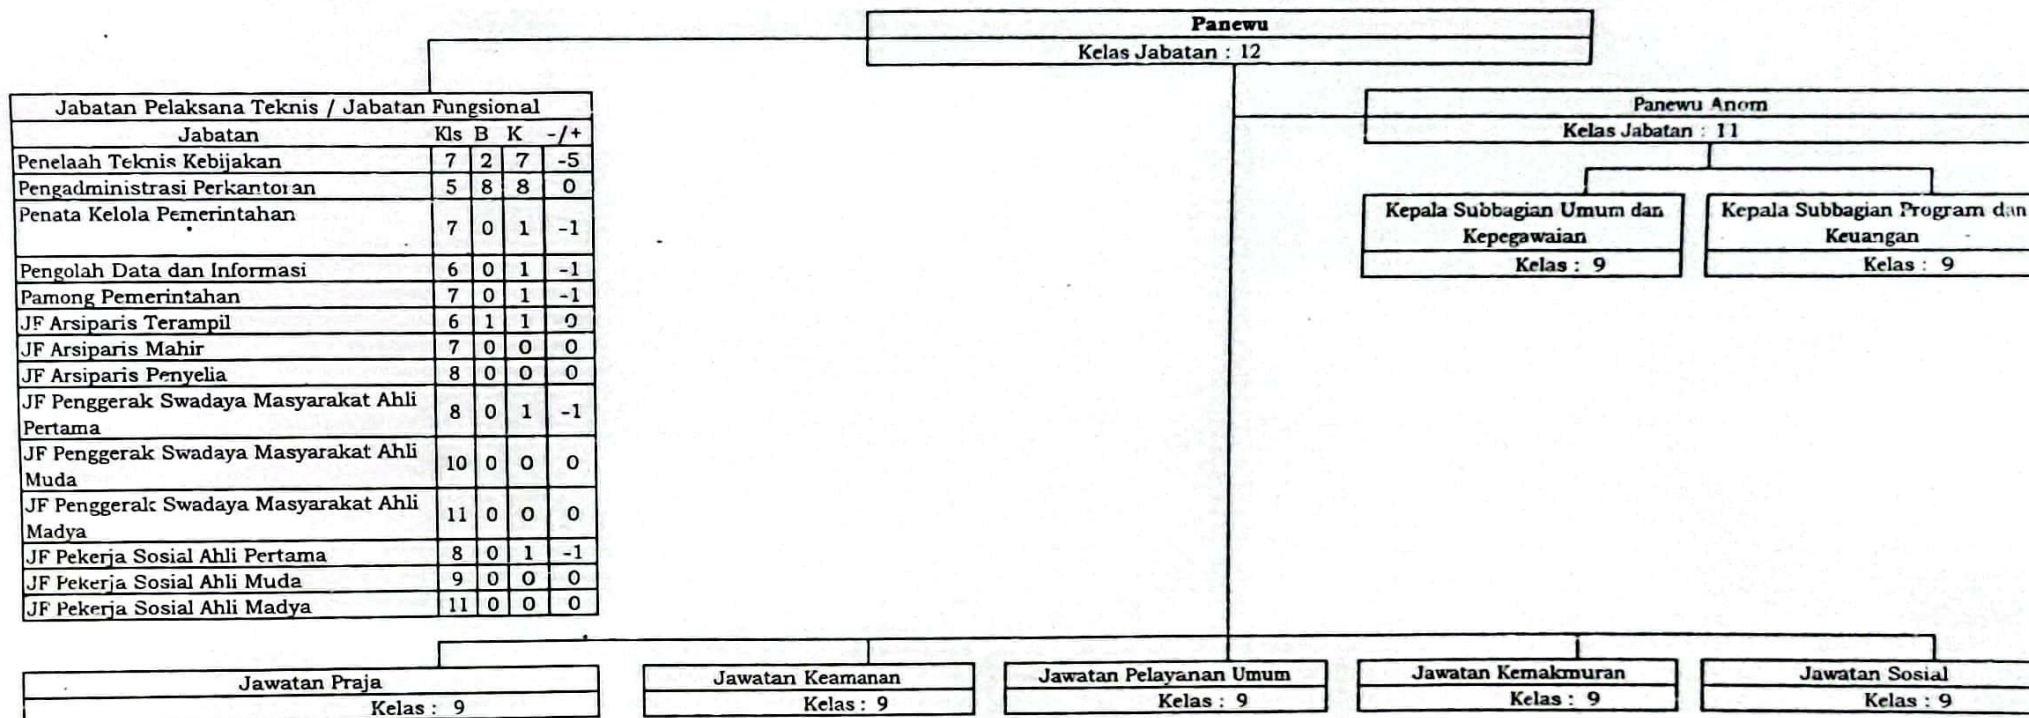 Panewu
Kelas Jabatan : 12
Jabatan Pelaksana Teknis / Jabatan Fungsional
Jabatan Kls B K -/+
Penelaah Teknis Kebijakan 7 2 7 -5
Pengadministrasi Perkantoran 5 8 8 0
Penata Kelola Pemerintahan 7 0 1 -1
Pengolah Data dan Informasi 6 0 1 -1
Pamong Pemerintahan 7 0 1 -1
JF Arsiparis Terampil 6 1 1 0
JF Arsiparis Mahir 7 0 0 0
JF Arsiparis Penyelia 8 0 0 0
JF Penggerak Swadaya Masyarakat Ahli
Pertama 8 0 1 -1
JF Penggerak Swadaya Masyarakat Ahli
Muda 10 0 0 0
JF Penggerak Swadaya Masyarakat Ahli
Madya 11 0 0 0
JF Pekerja Sosial Ahli Pertama 8 0 1 -1
JF Pekerja Sosial Ahli Muda 9 0 0 0
JF Pekerja Sosial Ahli Madya 11 0 0 0
Panewu Anom
Kelas Jabatan : 11
Kepala Subbagian Umum dan
Kepegawaian
Kelas : 9
Kepala Subbagian Program dan
Keuangan
Kelas : 9
Jawatan Praja
Kelas : 9
Jawatan Keamanan
Kelas : 9
Jawatan Pelayanan Umum
Kelas : 9
Jawatan Kemakmuran
Kelas : 9
Jawatan Sosial
Kelas : 9